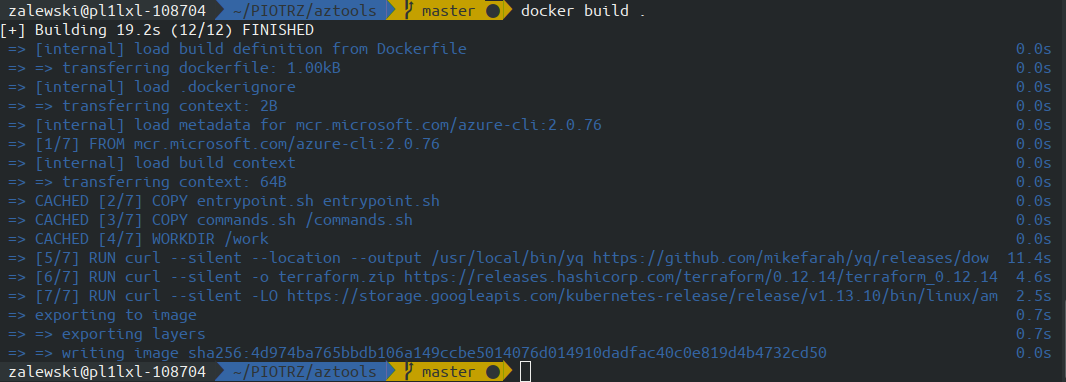 zalewski@pl1lxl-108704 ~/PIOTRZ/aztools master ● docker build .
[+] Building 19.2s (12/12) FINISHED
=> [internal] load build definition from Dockerfile 0.0s
=> => transferring dockerfile: 1.00kB 0.0s
=> [internal] load .dockerignore 0.0s
=> => transferring context: 2B 0.0s
=> [internal] load metadata for mcr.microsoft.com/azure-cli:2.0.76 0.0s
=> [1/7] FROM mcr.microsoft.com/azure-cli:2.0.76 0.0s
=> [internal] load build context 0.0s
=> => transferring context: 64B 0.0s
=> CACHED [2/7] COPY entrypoint.sh entrypoint.sh 0.0s
=> CACHED [3/7] COPY commands.sh /commands.sh 0.0s
=> CACHED [4/7] WORKDIR /work 0.0s
=> [5/7] RUN curl --silent --location --output /usr/local/bin/yq https://github.com/mikefarah/yq/releases/dow 11.4s
=> [6/7] RUN curl --silent -o terraform.zip https://releases.hashicorp.com/terraform/0.12.14/terraform_0.12.14 4.6s
=> [7/7] RUN curl --silent -LO https://storage.googleapis.com/kubernetes-release/release/v1.13.10/bin/linux/am 2.5s
=> exporting to image 0.7s
=> => exporting layers 0.7s
=> => writing image sha256:4d974ba765bbdb106a149ccbe5014076d014910dadfac40c0e819d4b4732cd50 0.0s
zalewski@pl1lxl-108704 ~/PIOTRZ/aztools master ●